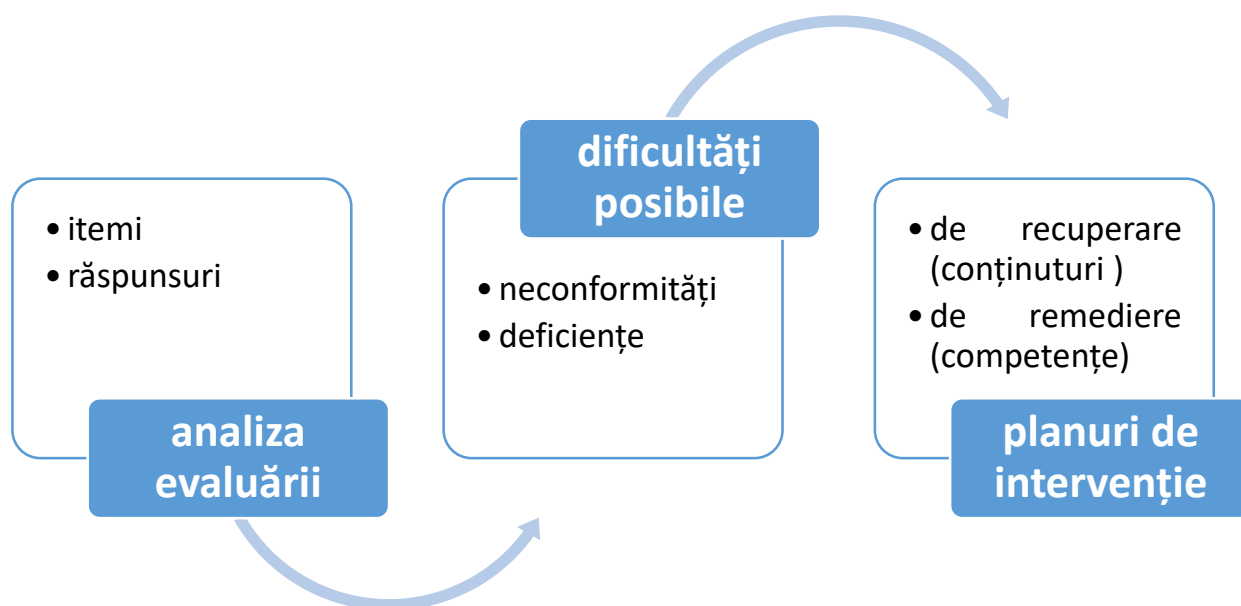 • itemi
• răspunsuri
analiza
evaluării
dificultăți
posibile
• neconformități
• deficiențe
• de recuperare
(conținuturi )
• de remediere
(competențe)
planuri de
intervenție